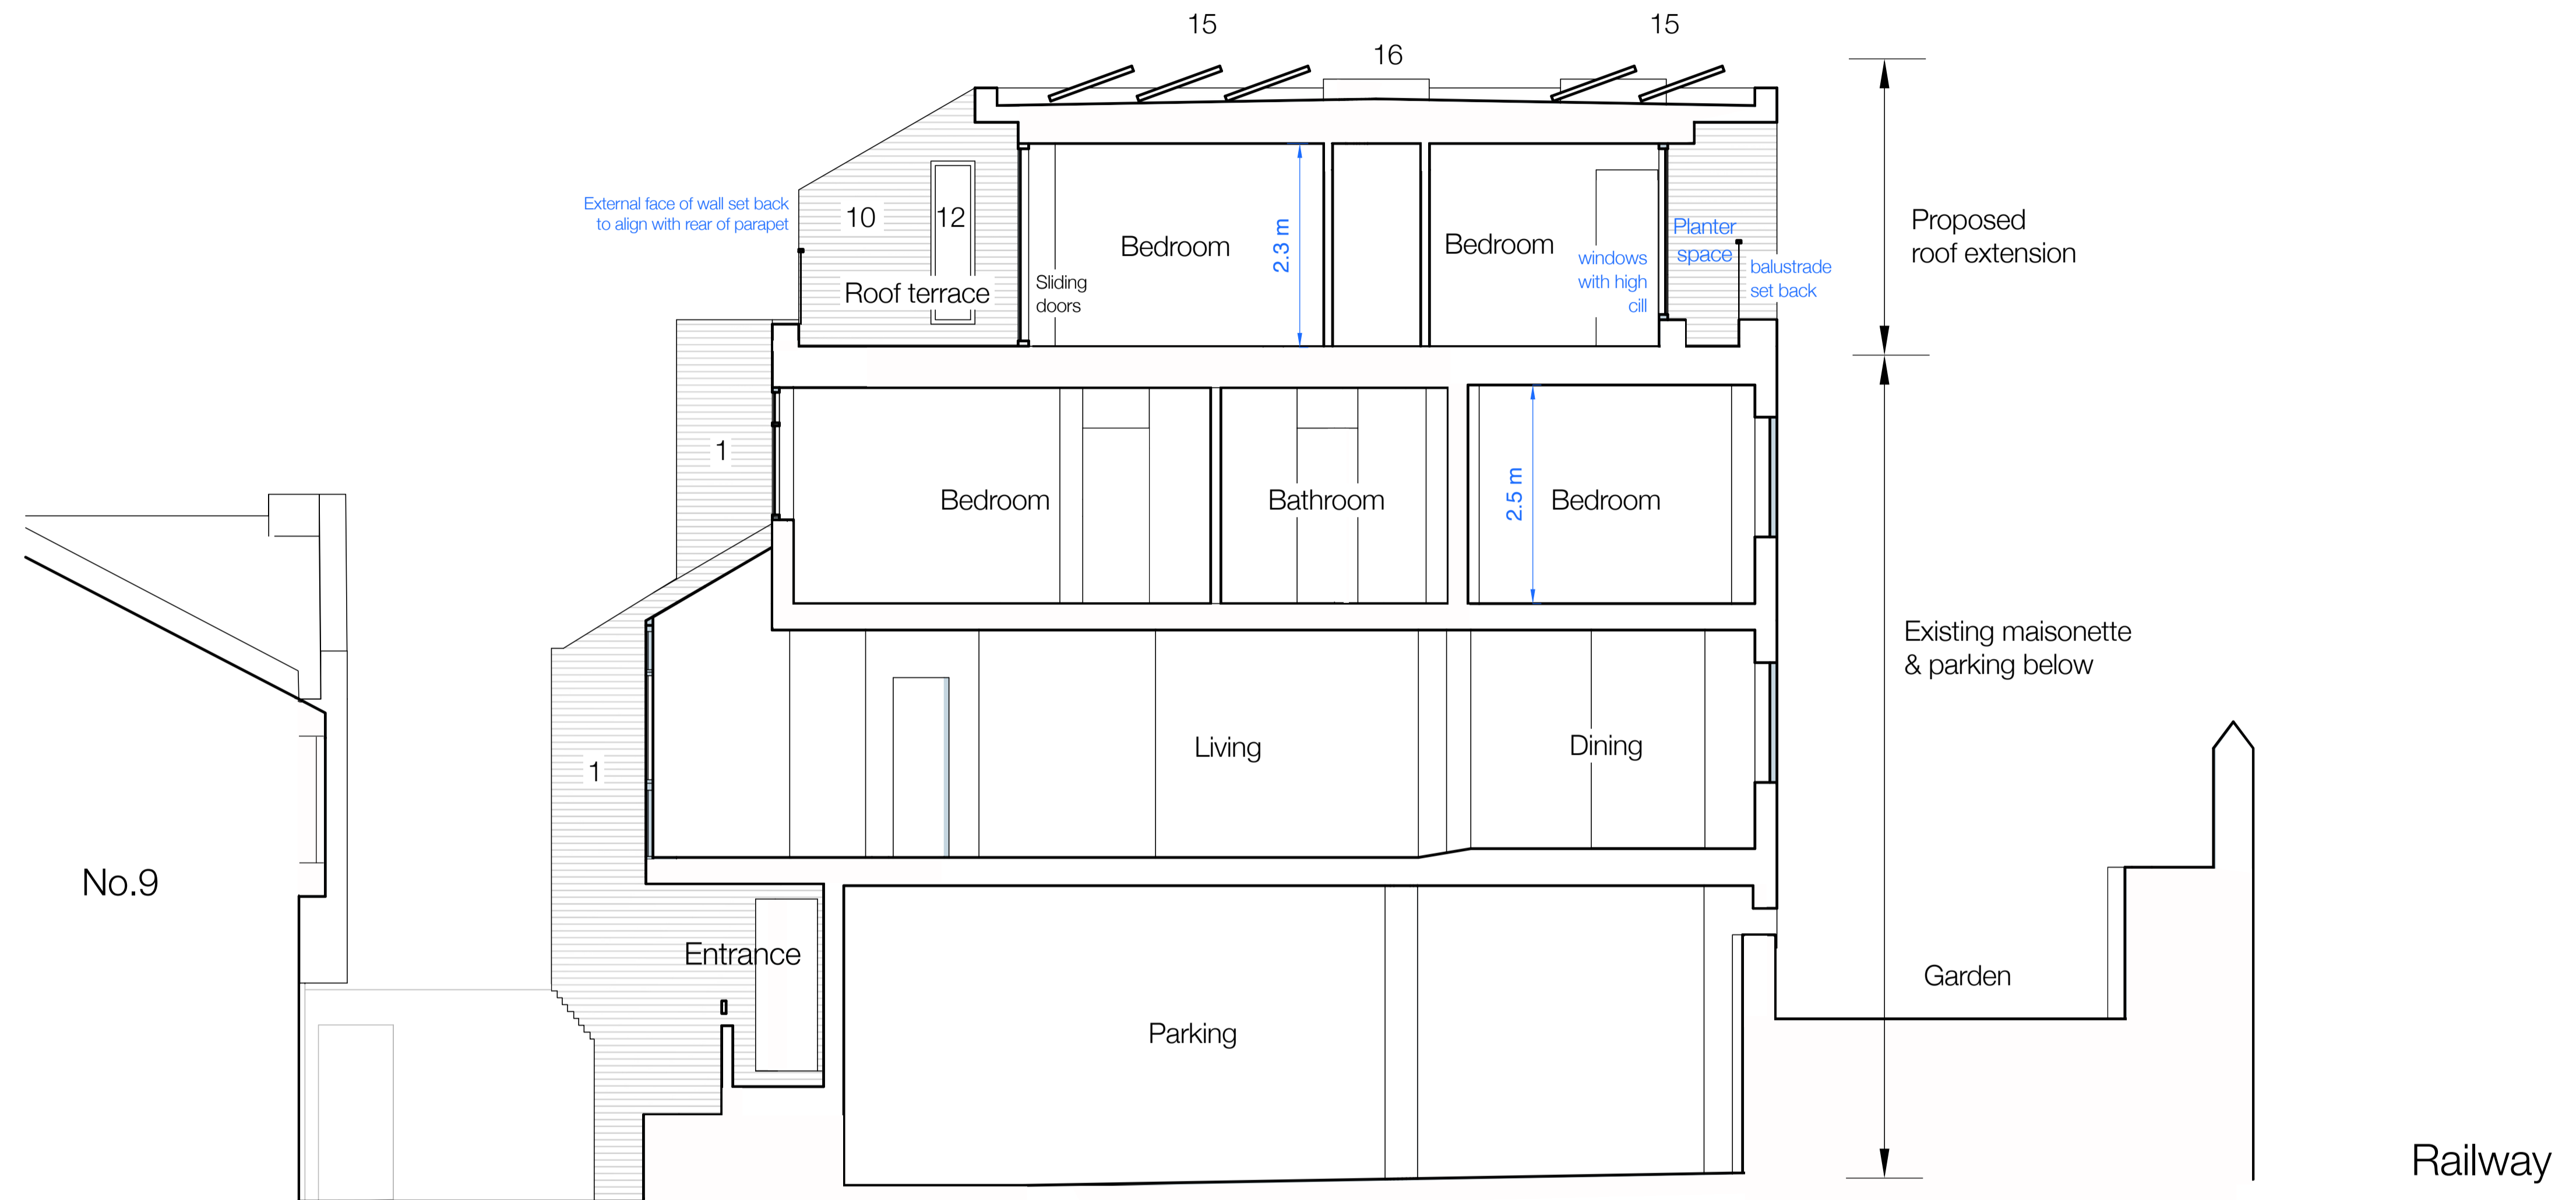 15
15
16
External face of wall set back
to align with rear of parapet
10
12
Roof terrace
Sliding
doors
Bedroom
2.3 m
Bedroom
windows
with high
cill
Planter
space
balustrade
set back
Proposed
roof extension
1
Bedroom
Bathroom
2.5 m
Bedroom
Existing maisonette
& parking below
1
Living
Dining
No.9
Entrance
Parking
Garden
Railway